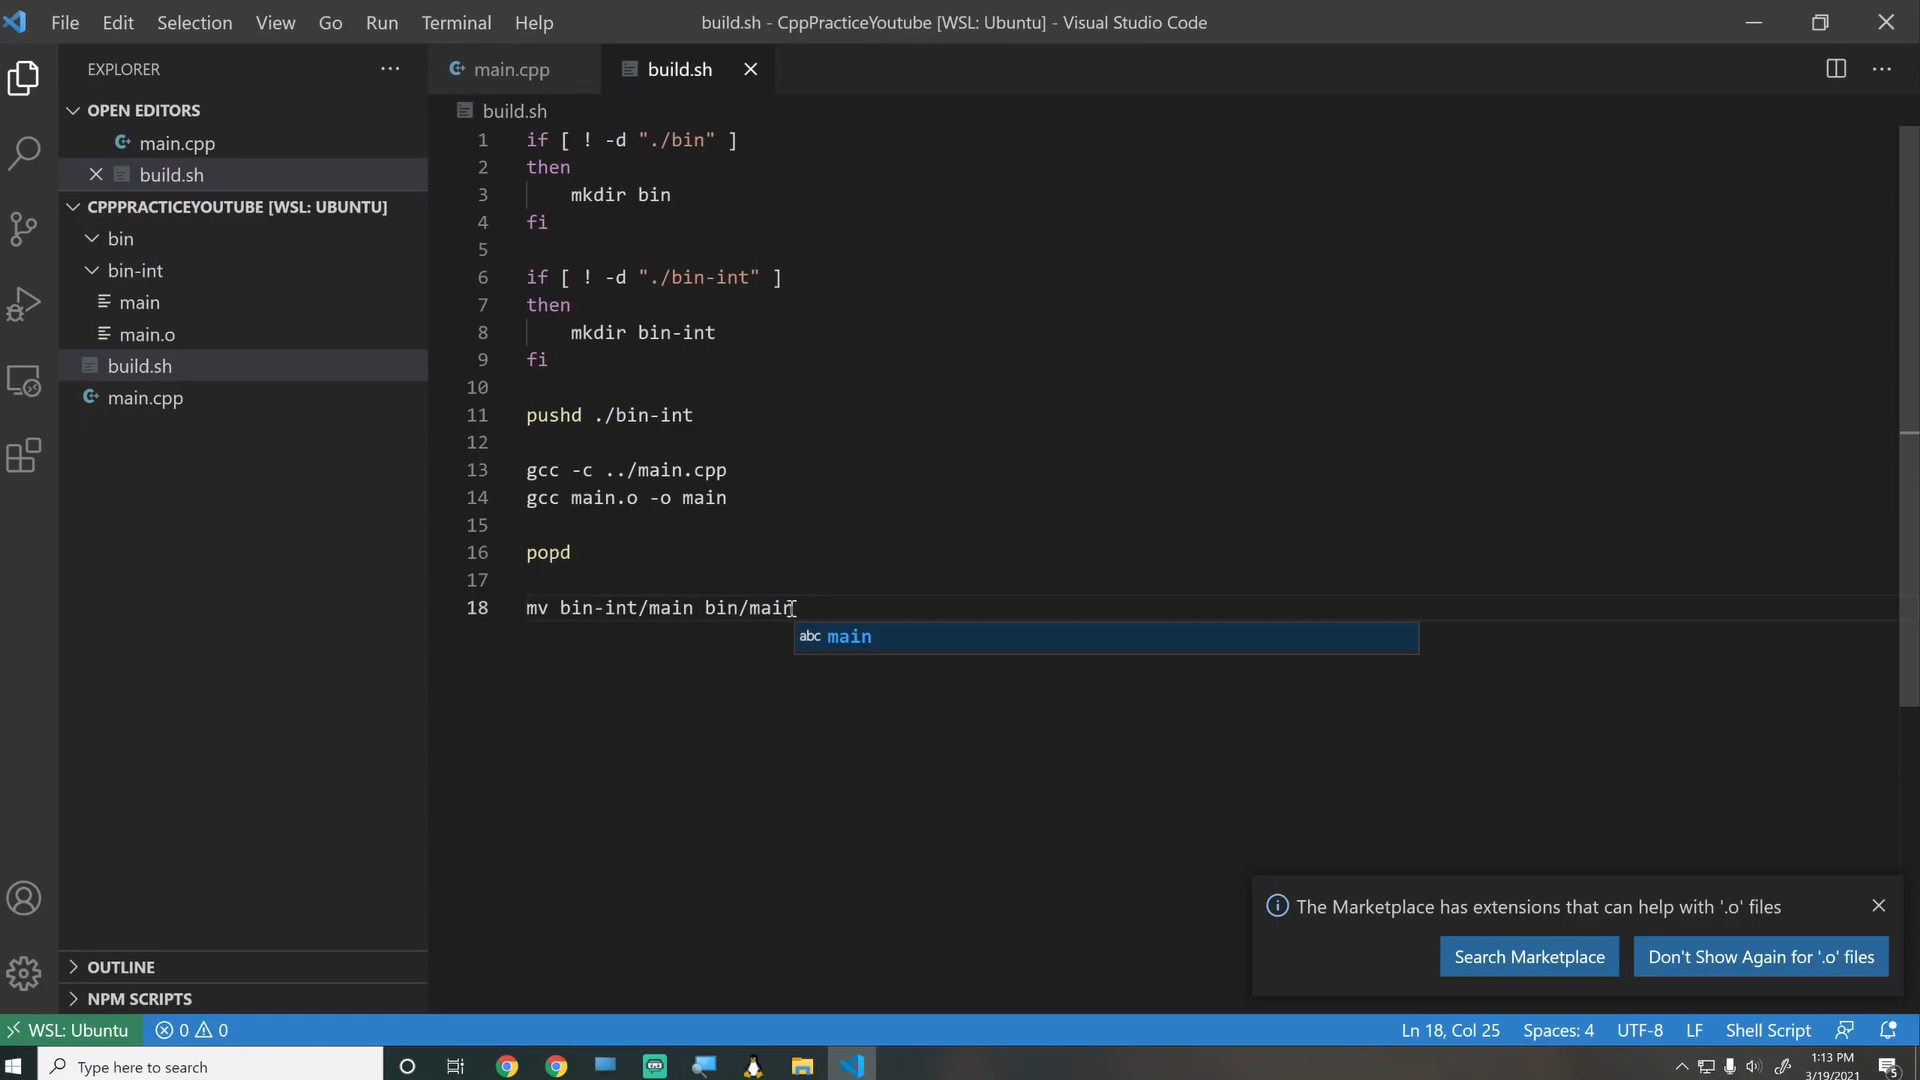 File Edit Selection View Go Run Terminal Help
build.sh - CppPracticeYoutube [WSL: Ubuntu] - Visual Studio Code
EXPLORER
OPEN EDITORS
main.cpp
build.sh
CPPPRACTICEYOUTUBE [WSL: UBUNTU]
bin
bin-int
main
main.o
build.sh
main.cpp
OUTLINE
NPM SCRIPTS
main.cpp
build.sh
build.sh
1 if [ ! -d "./bin" ]
2 then
3 mkdir bin
4 fi
5
6 if [ ! -d "./bin-int" ]
7 then
8 mkdir bin-int
9 fi
10
11 pushd ./bin-int
12
13 gcc -c ../main.cpp
14 gcc main.o -o main
15
16 popd
17
18 mv bin-int/main bin/main
abc main
The Marketplace has extensions that can help with '.o' files
Search Marketplace
Don't Show Again for '.o' files
WSL: Ubuntu
0 0
Ln 18, Col 25
Spaces: 4
UTF-8
LF
Shell Script
Type here to search
1:13 PM
3/19/2021
5